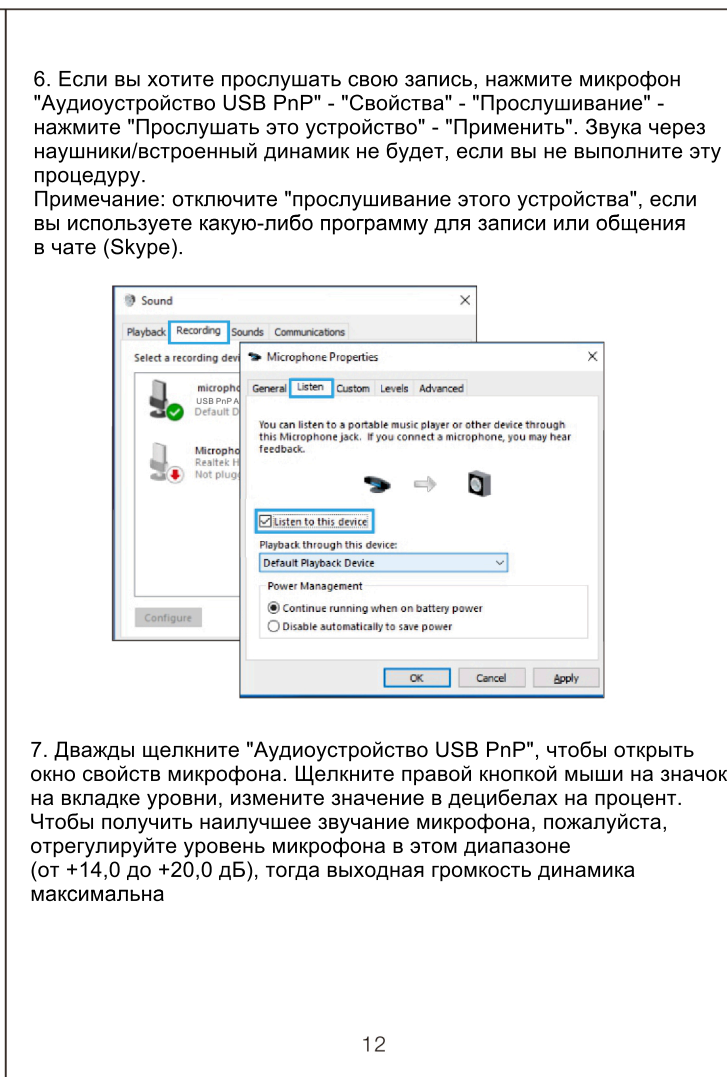 6. Если вы хотите прослушать свою запись, нажмите микрофон
"Аудиоустройство USB PnP" - "Свойства" - "Прослушивание" -
нажмите "Прослушать это устройство" - "Применить". Звука через
наушники/встроенный динамик не будет, если вы не выполните эту
процедуру.
Примечание: отключите "прослушивание этого устройства", если
вы используете какую-либо программу для записи или общения
в чате (Skype).
Sound
Playback Recording Sounds Communications
Select a recording devi
micropho
USB PnP A
Default D
Micropho
Realtek H
Not plugg
Configure
Microphone Properties
General Listen Custom Levels Advanced
You can listen to a portable music player or other device through
this Microphone jack. If you connect a microphone, you may hear
feedback.
Listen to this device
Playback through this device:
Default Playback Device
Power Management
Continue running when on battery power
Disable automatically to save power
OK Cancel Apply
7. Дважды щелкните "Аудиоустройство USB PnP", чтобы открыть
окно свойств микрофона. Щелкните правой кнопкой мыши на значок
на вкладке уровни, измените значение в децибелах на процент.
Чтобы получить наилучшее звучание микрофона, пожалуйста,
отрегулируйте уровень микрофона в этом диапазоне
(от +14,0 до +20,0 дБ), тогда выходная громкость динамика
максимальна
12